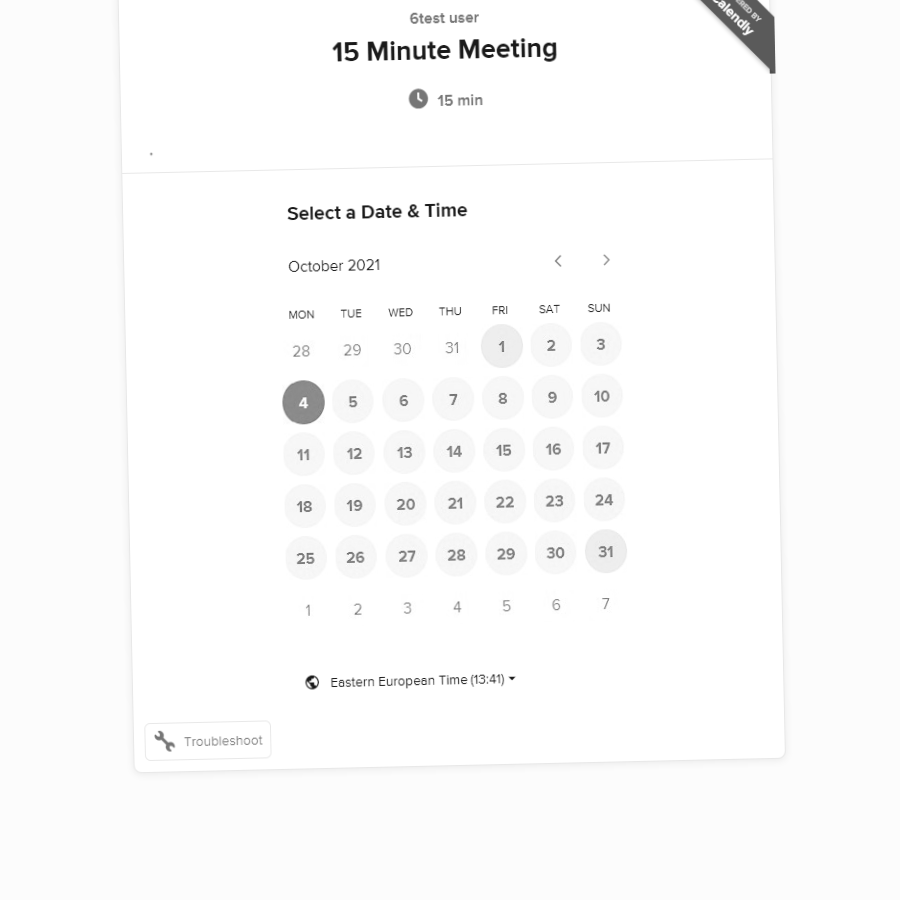 6test user
15 Minute Meeting
15 min
Calendly
.
Select a Date & Time
October 2021
MON TUE WED THU FRI SAT SUN
28 29 30 31 1 2 3
4 5 6 7 8 9 10
11 12 13 14 15 16 17
18 19 20 21 22 23 24
25 26 27 28 29 30 31
1 2 3 4 5 6 7
Eastern European Time (13:41)
Troubleshoot